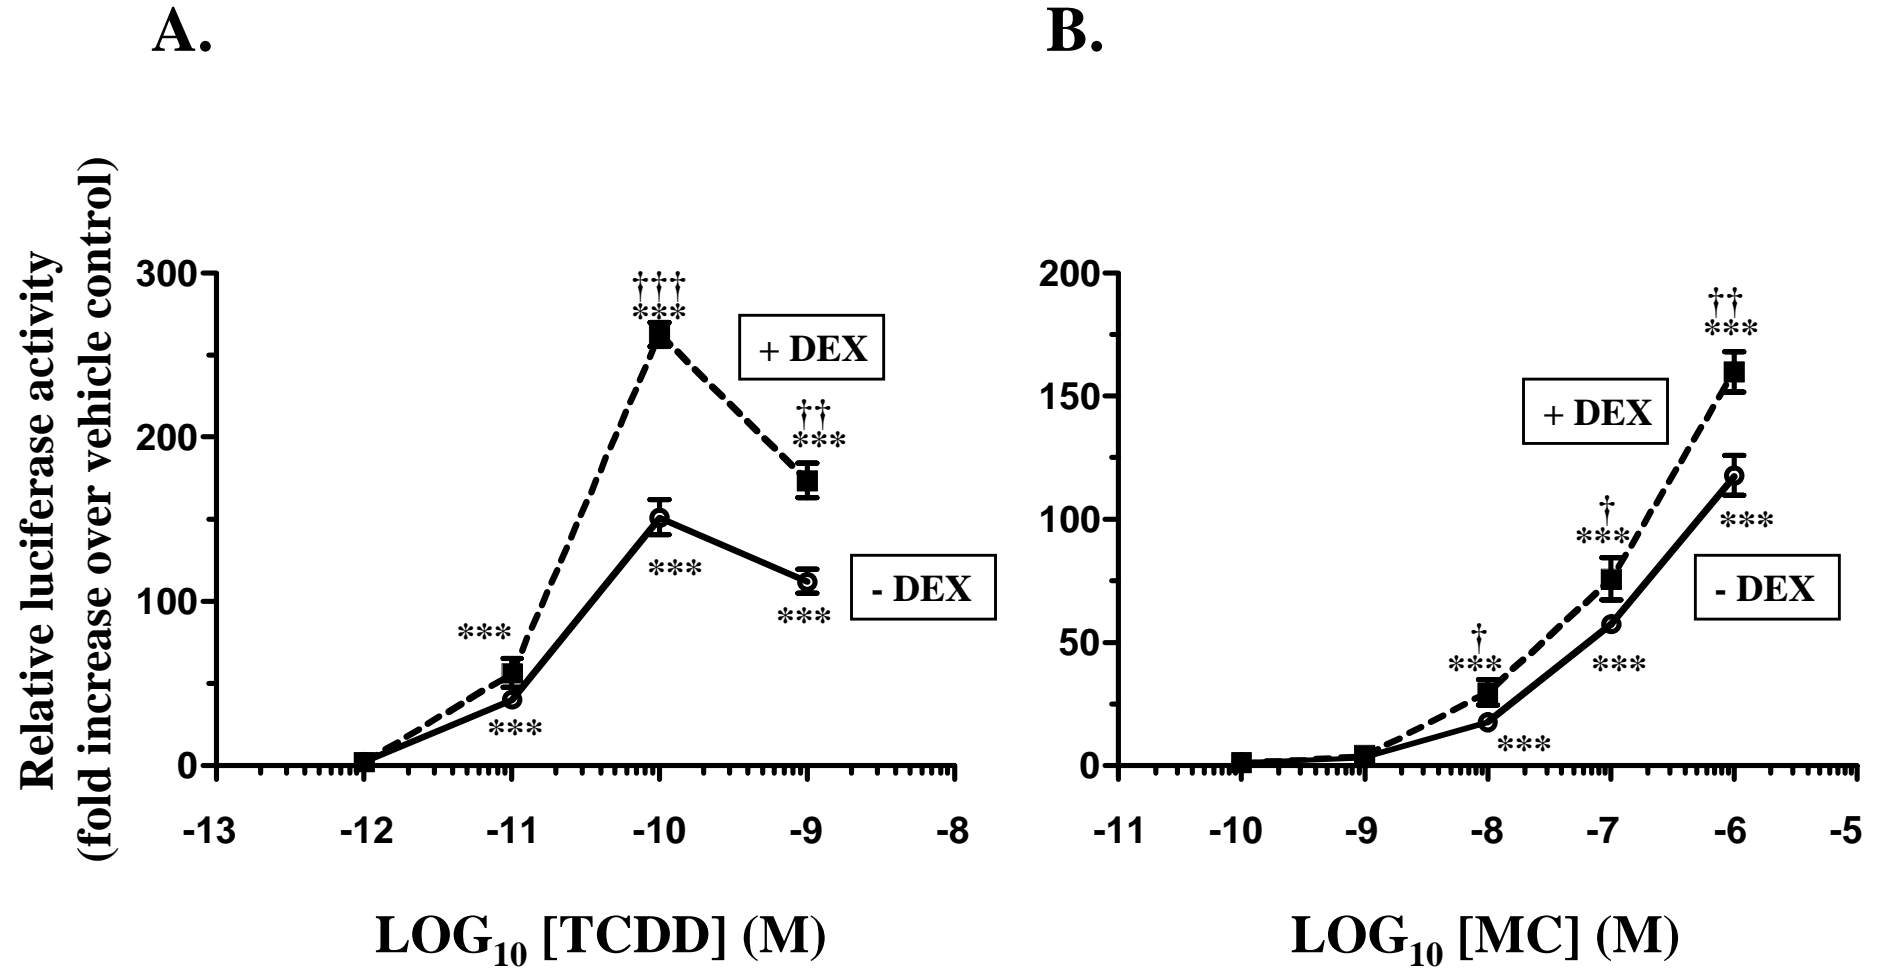 A.
Relative luciferase activity
(fold increase over vehicle control)
300
200
100
0
-13 -12 -11 -10 -9 -8
†††
***
+ DEX
††
***
***
***
- DEX
***
***
LOG10 [TCDD] (M)
B.
200
150
100
50
0
-11 -10 -9 -8 -7 -6 -5
††
***
+ DEX
†
***
***
- DEX
†
***
***
***
LOG10 [MC] (M)